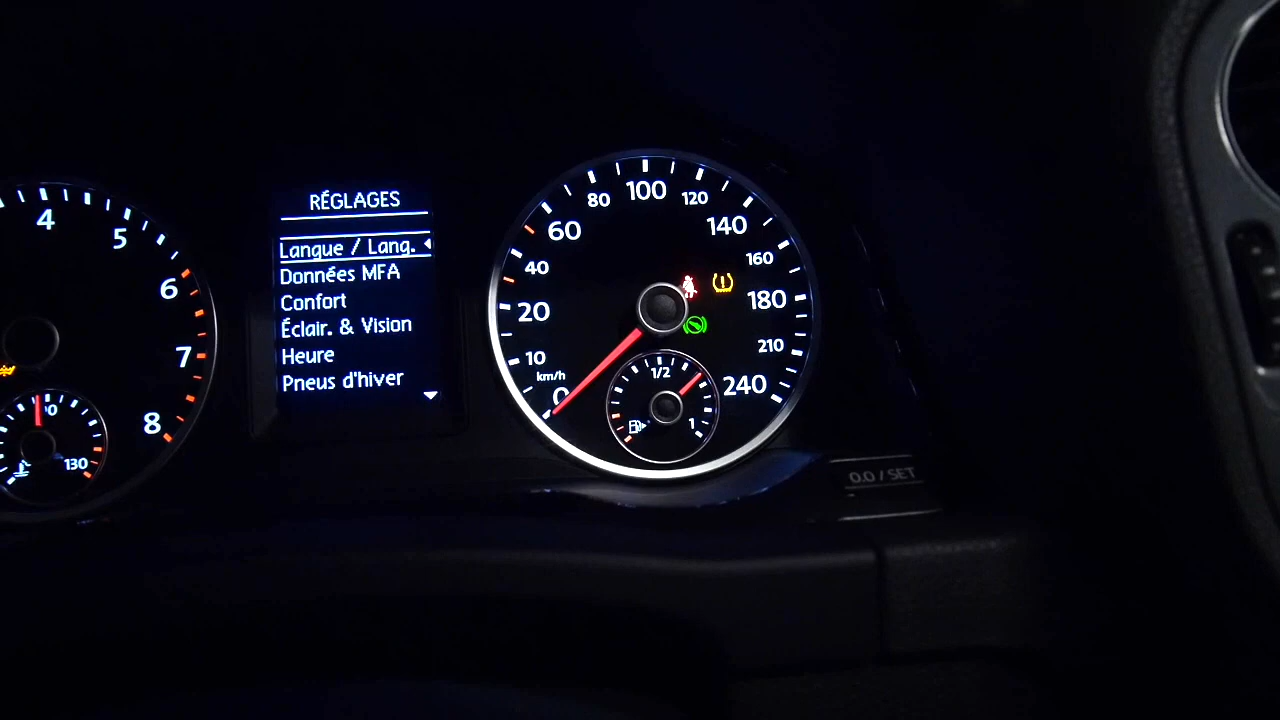 4
5
6
7
8
130
RÉGLAGES
Langue / Lang.
Données MFA
Confort
Éclair. & Vision
Heure
Pneus d'hiver
0
km/h
10
20
40
60
80
100
120
140
160
180
210
240
1/2
1
0.0 / SET